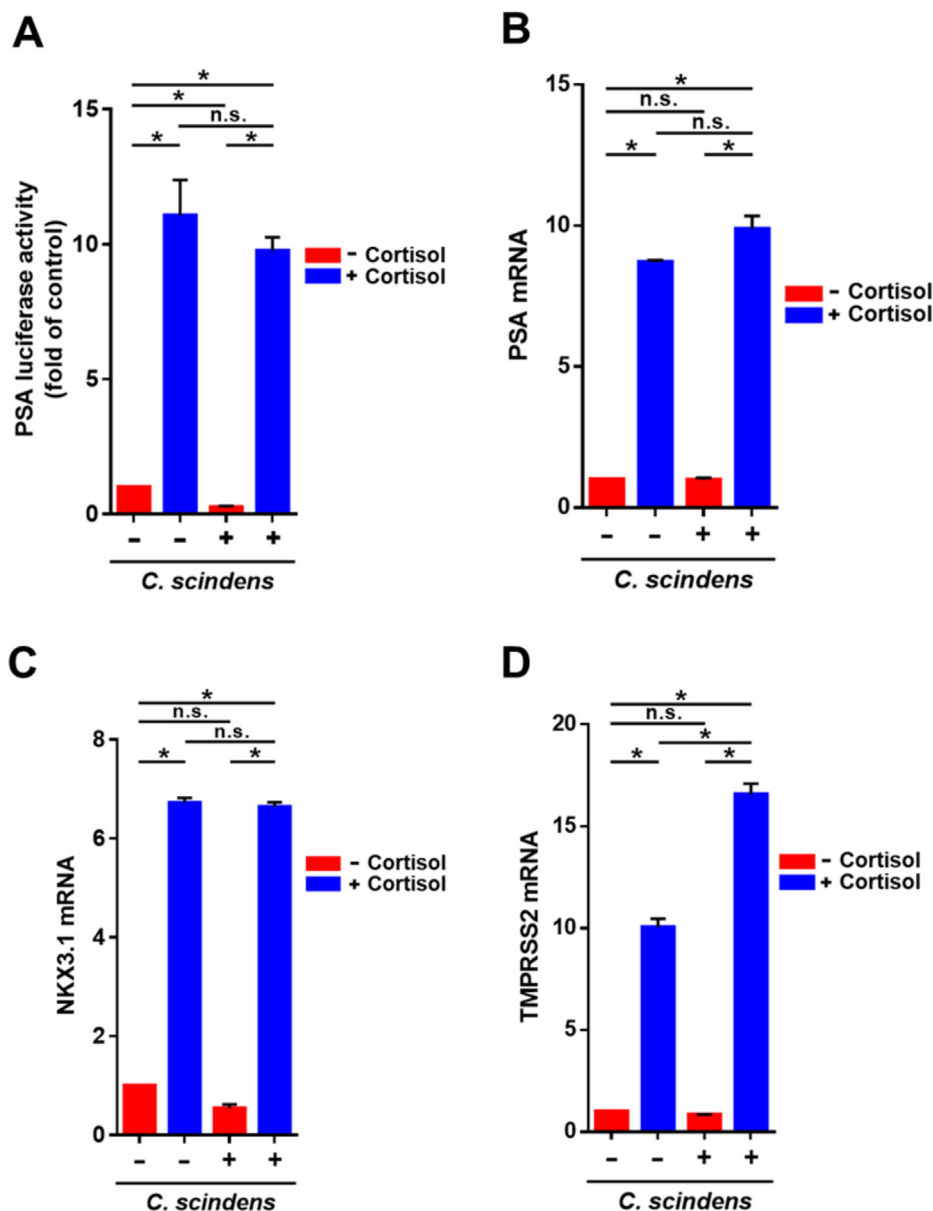 A
*
*
n.s.
*
*
15
10
5
0
PSA luciferase activity
(fold of control)
- Cortisol
+ Cortisol
- - + +
C. scindens
B
*
n.s.
n.s.
*
*
15
10
5
0
PSA mRNA
- Cortisol
+ Cortisol
- - + +
C. scindens
C
*
n.s.
n.s.
*
*
8
6
4
2
0
NKX3.1 mRNA
- Cortisol
+ Cortisol
- - + +
C. scindens
D
*
n.s.
*
*
*
20
15
10
5
0
TMPRSS2 mRNA
- Cortisol
+ Cortisol
- - + +
C. scindens